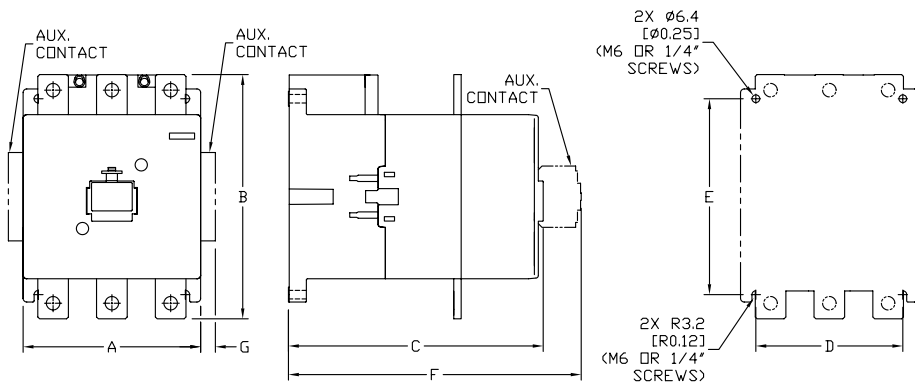 AUX.
CONTACT
AUX.
CONTACT
B
A
G
AUX.
CONTACT
C
F
2X Ø6.4
[Ø0.25]
(M6 OR 1/4"
SCREWS)
E
2X R3.2
[R0.12]
(M6 OR 1/4"
SCREWS)
D